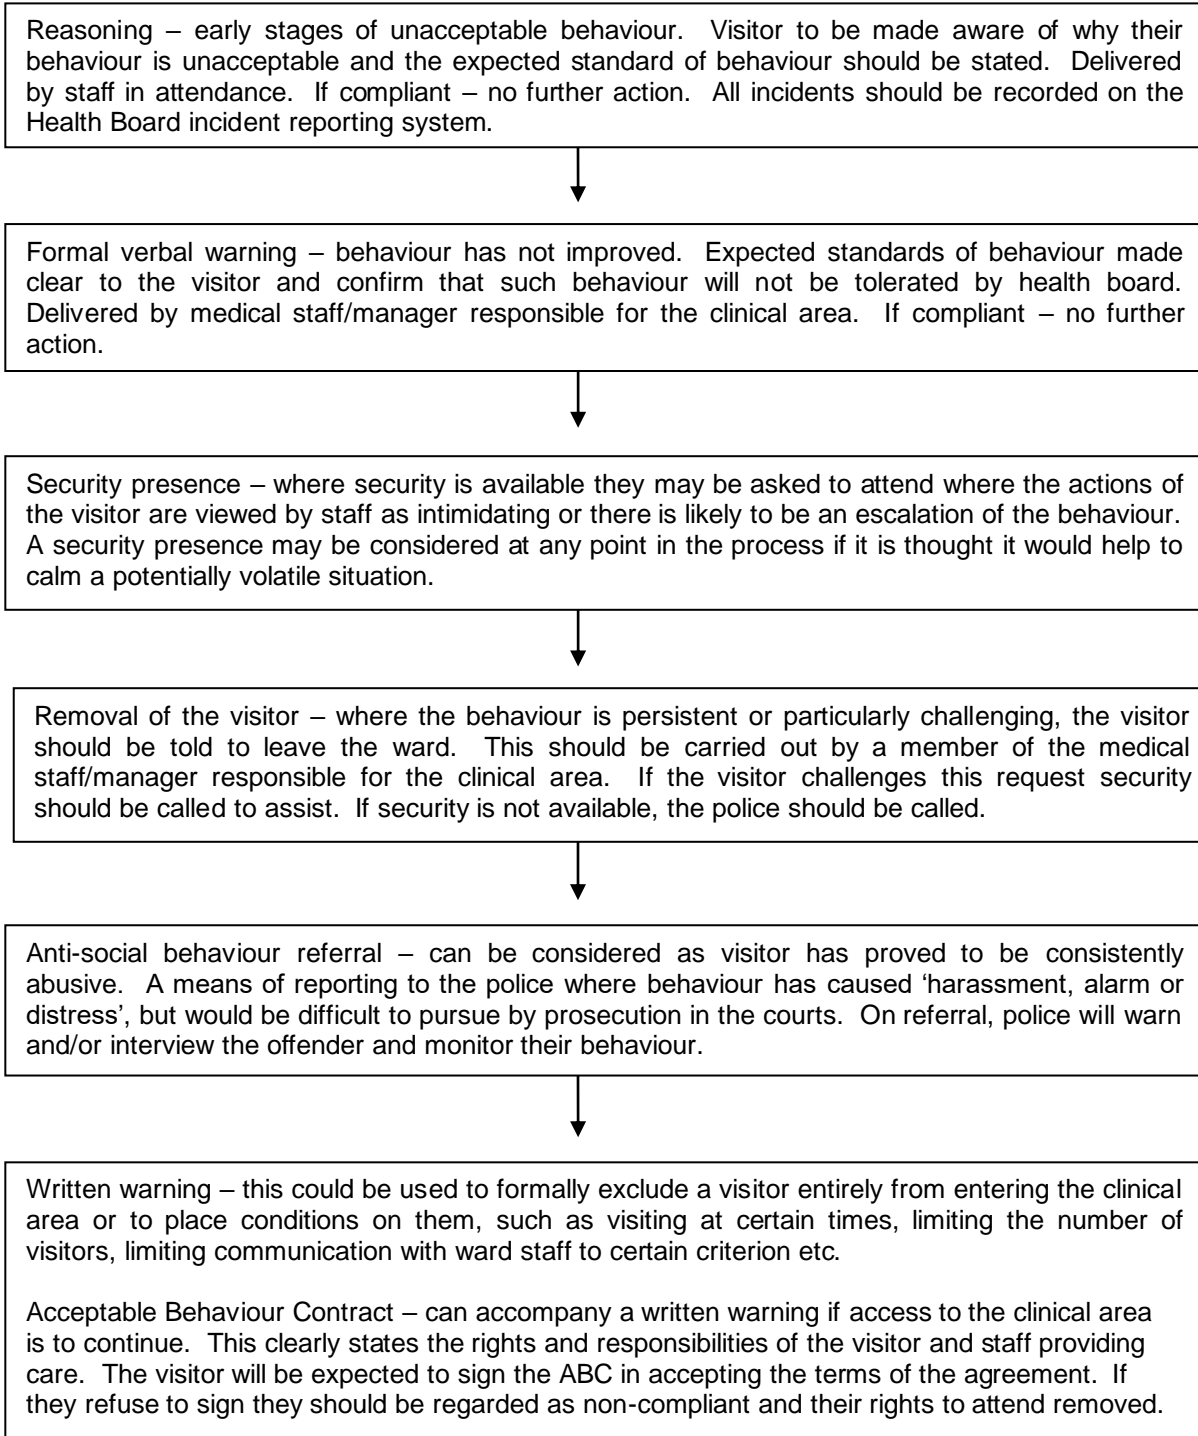 Reasoning – early stages of unacceptable behaviour. Visitor to be made aware of why their
behaviour is unacceptable and the expected standard of behaviour should be stated. Delivered
by staff in attendance. If compliant – no further action. All incidents should be recorded on the
Health Board incident reporting system.
Formal verbal warning – behaviour has not improved. Expected standards of behaviour made
clear to the visitor and confirm that such behaviour will not be tolerated by health board.
Delivered by medical staff/manager responsible for the clinical area. If compliant – no further
action.
Security presence – where security is available they may be asked to attend where the actions of
the visitor are viewed by staff as intimidating or there is likely to be an escalation of the behaviour.
A security presence may be considered at any point in the process if it is thought it would help to
calm a potentially volatile situation.
Removal of the visitor – where the behaviour is persistent or particularly challenging, the visitor
should be told to leave the ward. This should be carried out by a member of the medical
staff/manager responsible for the clinical area. If the visitor challenges this request security
should be called to assist. If security is not available, the police should be called.
Anti-social behaviour referral – can be considered as visitor has proved to be consistently
abusive. A means of reporting to the police where behaviour has caused ‘harassment, alarm or
distress’, but would be difficult to pursue by prosecution in the courts. On referral, police will warn
and/or interview the offender and monitor their behaviour.
Written warning – this could be used to formally exclude a visitor entirely from entering the clinical
area or to place conditions on them, such as visiting at certain times, limiting the number of
visitors, limiting communication with ward staff to certain criterion etc.
Acceptable Behaviour Contract – can accompany a written warning if access to the clinical area
is to continue. This clearly states the rights and responsibilities of the visitor and staff providing
care. The visitor will be expected to sign the ABC in accepting the terms of the agreement. If
they refuse to sign they should be regarded as non-compliant and their rights to attend removed.